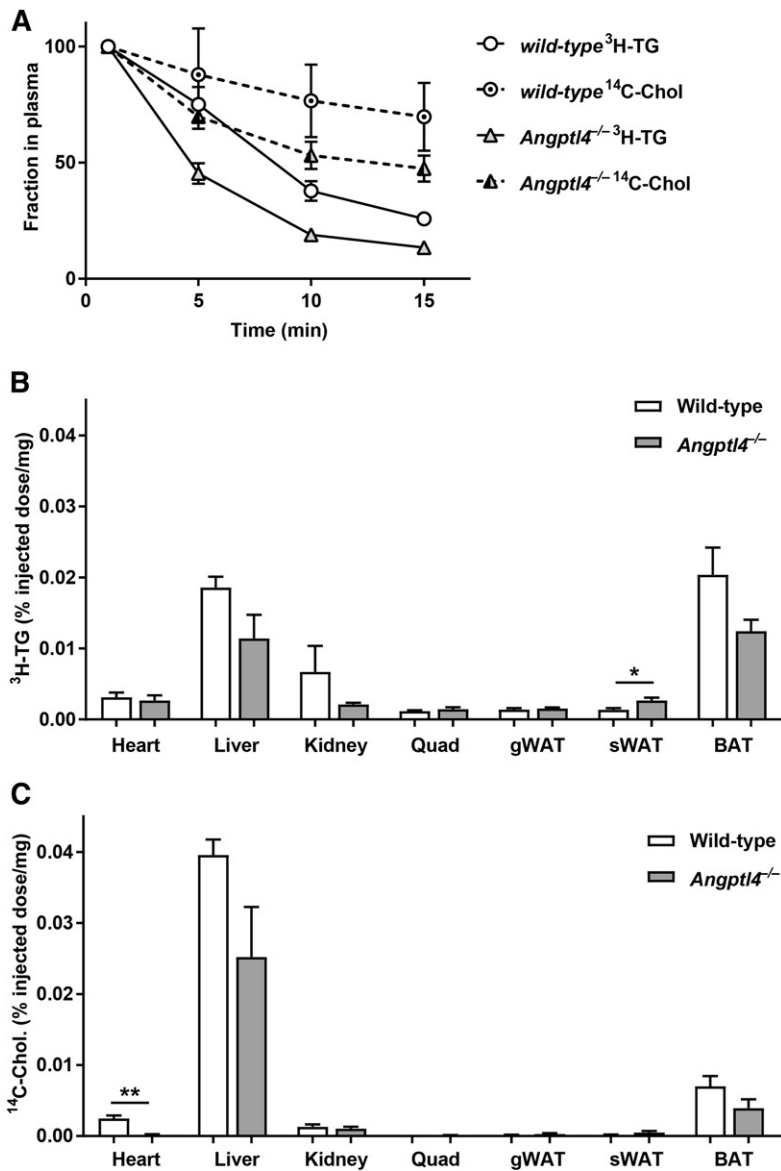 A
Fraction in plasma
100
50
0
0
5
10
15
Time (min)
wild-type ³H-TG
wild-type ¹⁴C-Chol
Angptl4⁻/⁻ ³H-TG
Angptl4⁻/⁻ ¹⁴C-Chol
B
³H-TG (% injected dose/mg)
0.04
0.03
0.02
0.01
0.00
Wild-type
Angptl4⁻/⁻
*
Heart Liver Kidney Quad gWAT sWAT BAT
C
¹⁴C-Chol. (% injected dose/mg)
0.04
0.03
0.02
0.01
0.00
Wild-type
Angptl4⁻/⁻
**
Heart Liver Kidney Quad gWAT sWAT BAT